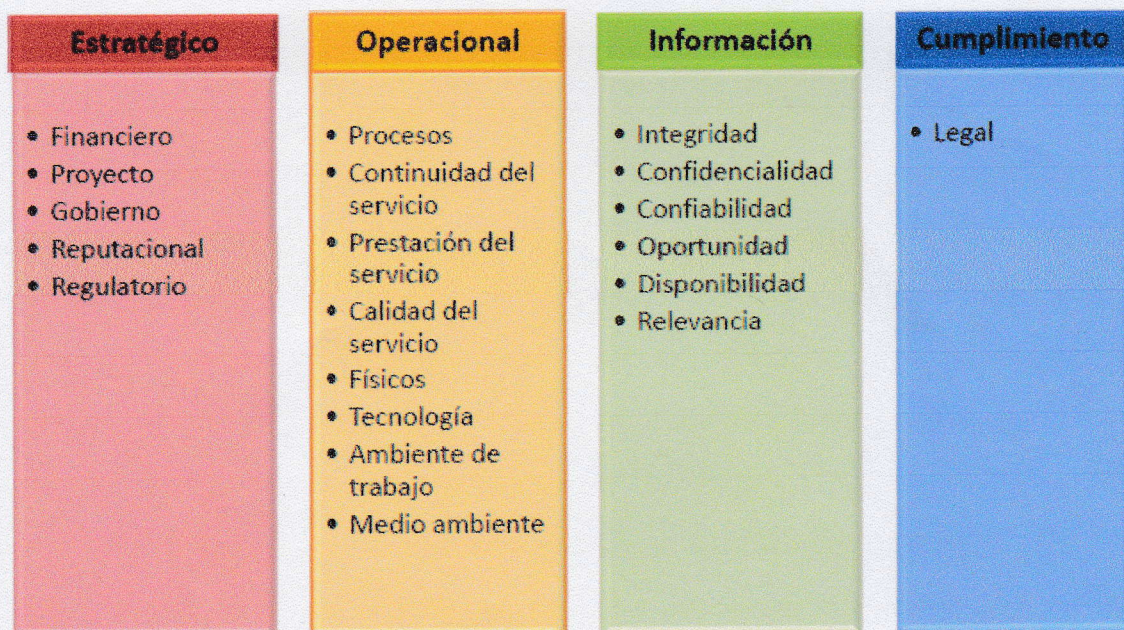 Estratégico
• Financiero
• Proyecto
• Gobierno
• Reputacional
• Regulatorio
Operacional
• Procesos
• Continuidad del
servicio
• Prestación del
servicio
• Calidad del
servicio
• Físicos
• Tecnología
• Ambiente de
trabajo
• Medio ambiente
Información
• Integridad
• Confidencialidad
• Confiabilidad
• Oportunidad
• Disponibilidad
• Relevancia
Cumplimiento
• Legal